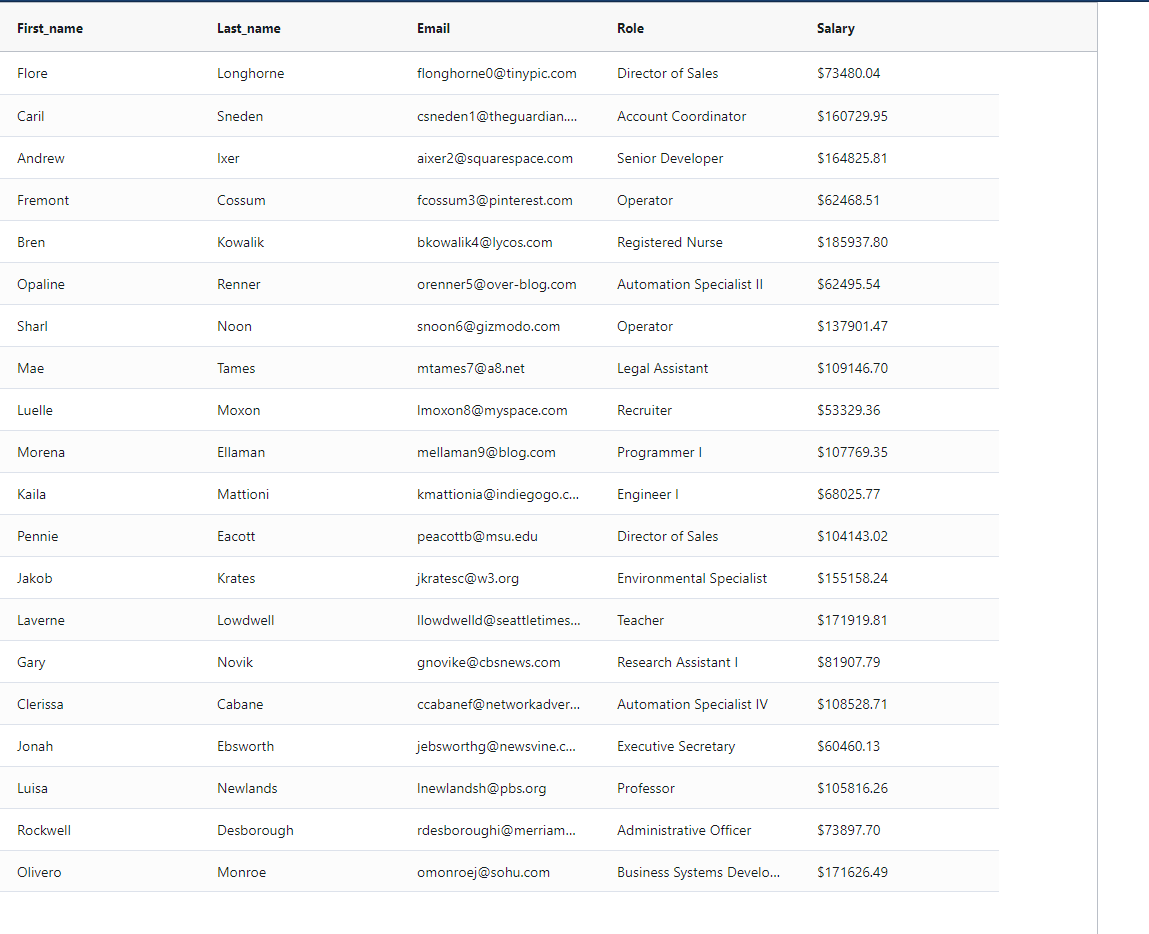 First_name Last_name Email Role Salary
Flore Longhorne flonghorne0@tinypic.com Director of Sales $73480.04
Caril Sneden csneden1@theguardian.... Account Coordinator $160729.95
Andrew Ixer aixer2@squarespace.com Senior Developer $164825.81
Fremont Cossum fcossum3@pinterest.com Operator $62468.51
Bren Kowalik bkowalik4@lycos.com Registered Nurse $185937.80
Opaline Renner orenner5@over-blog.com Automation Specialist II $62495.54
Sharl Noon snoon6@gizmodo.com Operator $137901.47
Mae Tames mtames7@a8.net Legal Assistant $109146.70
Luelle Moxon lmoxon8@myspace.com Recruiter $53329.36
Morena Ellaman mellaman9@blog.com Programmer I $107769.35
Kaila Mattioni kmattionia@indiegogo.c... Engineer I $68025.77
Pennie Eacott peacottb@msu.edu Director of Sales $104143.02
Jakob Krates jkratesc@w3.org Environmental Specialist $155158.24
Laverne Lowdwell llowdwelld@seattletimes... Teacher $171919.81
Gary Novik gnovike@cbsnews.com Research Assistant I $81907.79
Clerissa Cabane ccabanef@networkadver... Automation Specialist IV $108528.71
Jonah Ebsworth jebsworthg@newsvine.c... Executive Secretary $60460.13
Luisa Newlands lnewlandsh@pbs.org Professor $105816.26
Rockwell Desborough rdesboroughi@merriam... Administrative Officer $73897.70
Olivero Monroe omonroej@sohu.com Business Systems Develo... $171626.49